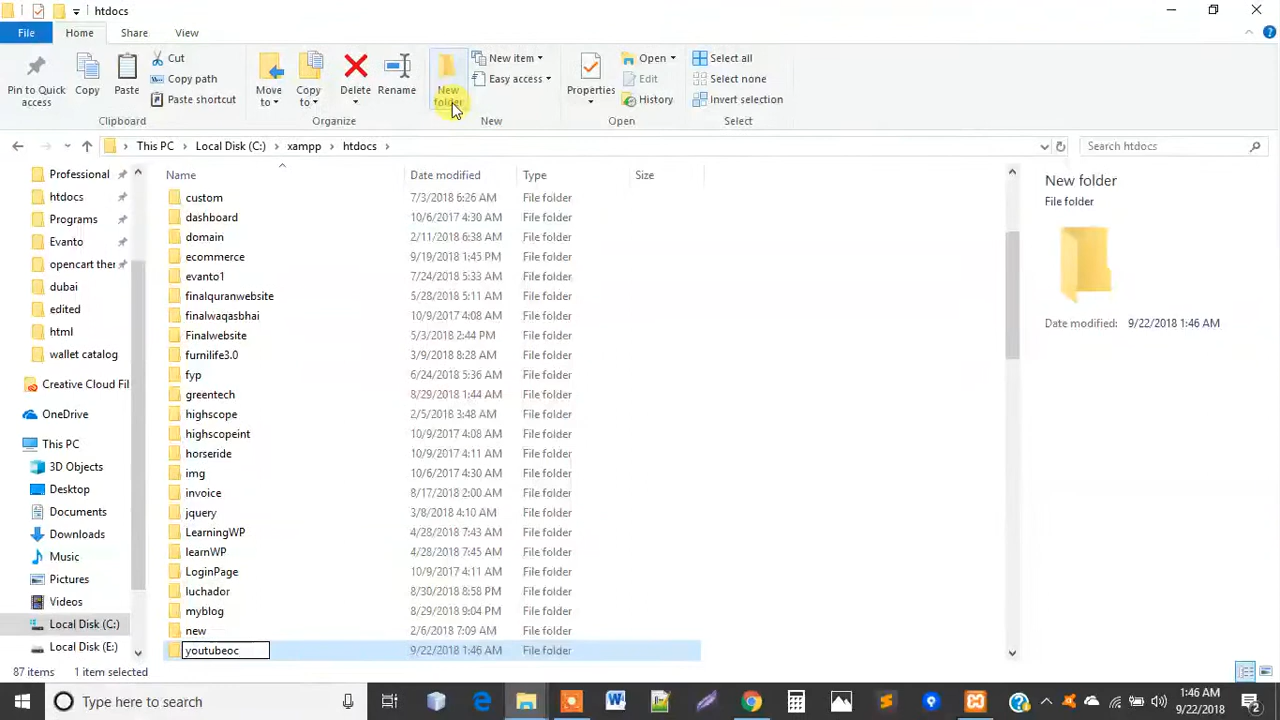 htdocs
File Home Share View
Pin to Quick access
Copy
Paste
Cut
Copy path
Paste shortcut
Clipboard
Move to
Copy to
Delete
Rename
Organize
New folder
New item
Easy access
New
Properties
Open
Edit
History
Open
Select all
Select none
Invert selection
Select
This PC › Local Disk (C:) › xampp › htdocs ›
Search htdocs
Professional
htdocs
Programs
Evanto
opencart ther
dubai
edited
html
wallet catalog
Creative Cloud Fil
OneDrive
This PC
3D Objects
Desktop
Documents
Downloads
Music
Pictures
Videos
Local Disk (C:)
Local Disk (E:)
Name Date modified Type Size
custom 7/3/2018 6:26 AM File folder
dashboard 10/6/2017 4:30 AM File folder
domain 2/11/2018 6:38 AM File folder
ecommerce 9/19/2018 1:45 PM File folder
evanto1 7/24/2018 5:33 AM File folder
finalquranwebsite 5/28/2018 5:11 AM File folder
finalwaqasbhai 10/9/2017 4:08 AM File folder
Finalwebsite 5/3/2018 2:44 PM File folder
furnilife3.0 3/9/2018 8:28 AM File folder
fyp 6/24/2018 5:36 AM File folder
greentech 8/29/2018 1:44 AM File folder
highscope 2/5/2018 3:48 AM File folder
highscopeint 10/9/2017 4:08 AM File folder
horseride 10/9/2017 4:11 AM File folder
img 10/6/2017 4:30 AM File folder
invoice 8/17/2018 2:00 AM File folder
jquery 3/8/2018 4:10 AM File folder
LearningWP 4/28/2018 7:43 AM File folder
learnWP 4/28/2018 7:45 AM File folder
LoginPage 10/9/2017 4:11 AM File folder
luchador 8/30/2018 8:58 PM File folder
myblog 8/29/2018 9:04 PM File folder
new 2/6/2018 7:09 AM File folder
youtubeoc 9/22/2018 1:46 AM File folder
New folder
File folder
Date modified: 9/22/2018 1:46 AM
87 items 1 item selected
Type here to search
1:46 AM
9/22/2018
2